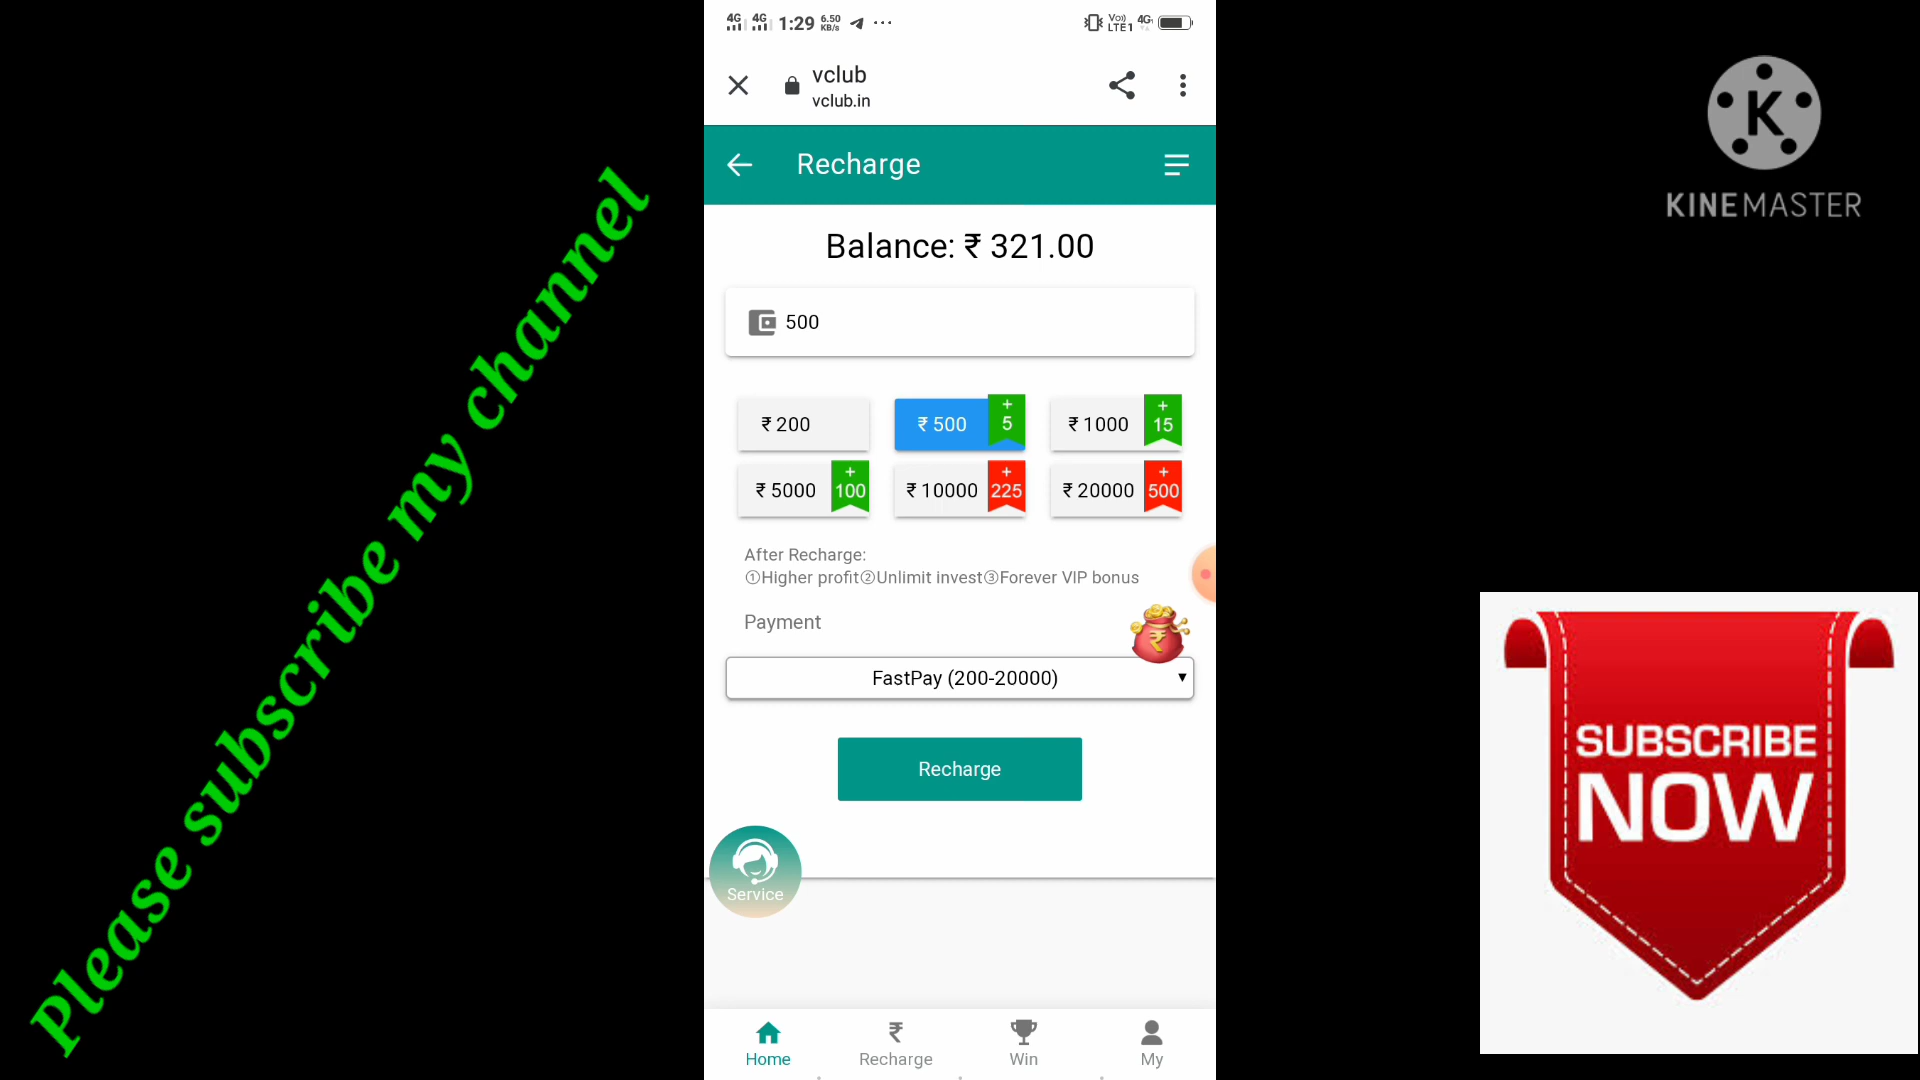 4G 4G 1:29 6.50 KB/s ... Vo) LTE1 4G
vclub
vclub.in
Recharge
Balance: ₹ 321.00
500
₹ 200
₹ 500 + 5
₹ 1000 + 15
₹ 5000 + 100
₹ 10000 + 225
₹ 20000 + 500
After Recharge:
①Higher profit②Unlimit invest③Forever VIP bonus
Payment
₹
FastPay (200-20000)
Recharge
Service
Home Recharge Win My
Please subscribe my channel
K
KINEMASTER
SUBSCRIBE
NOW